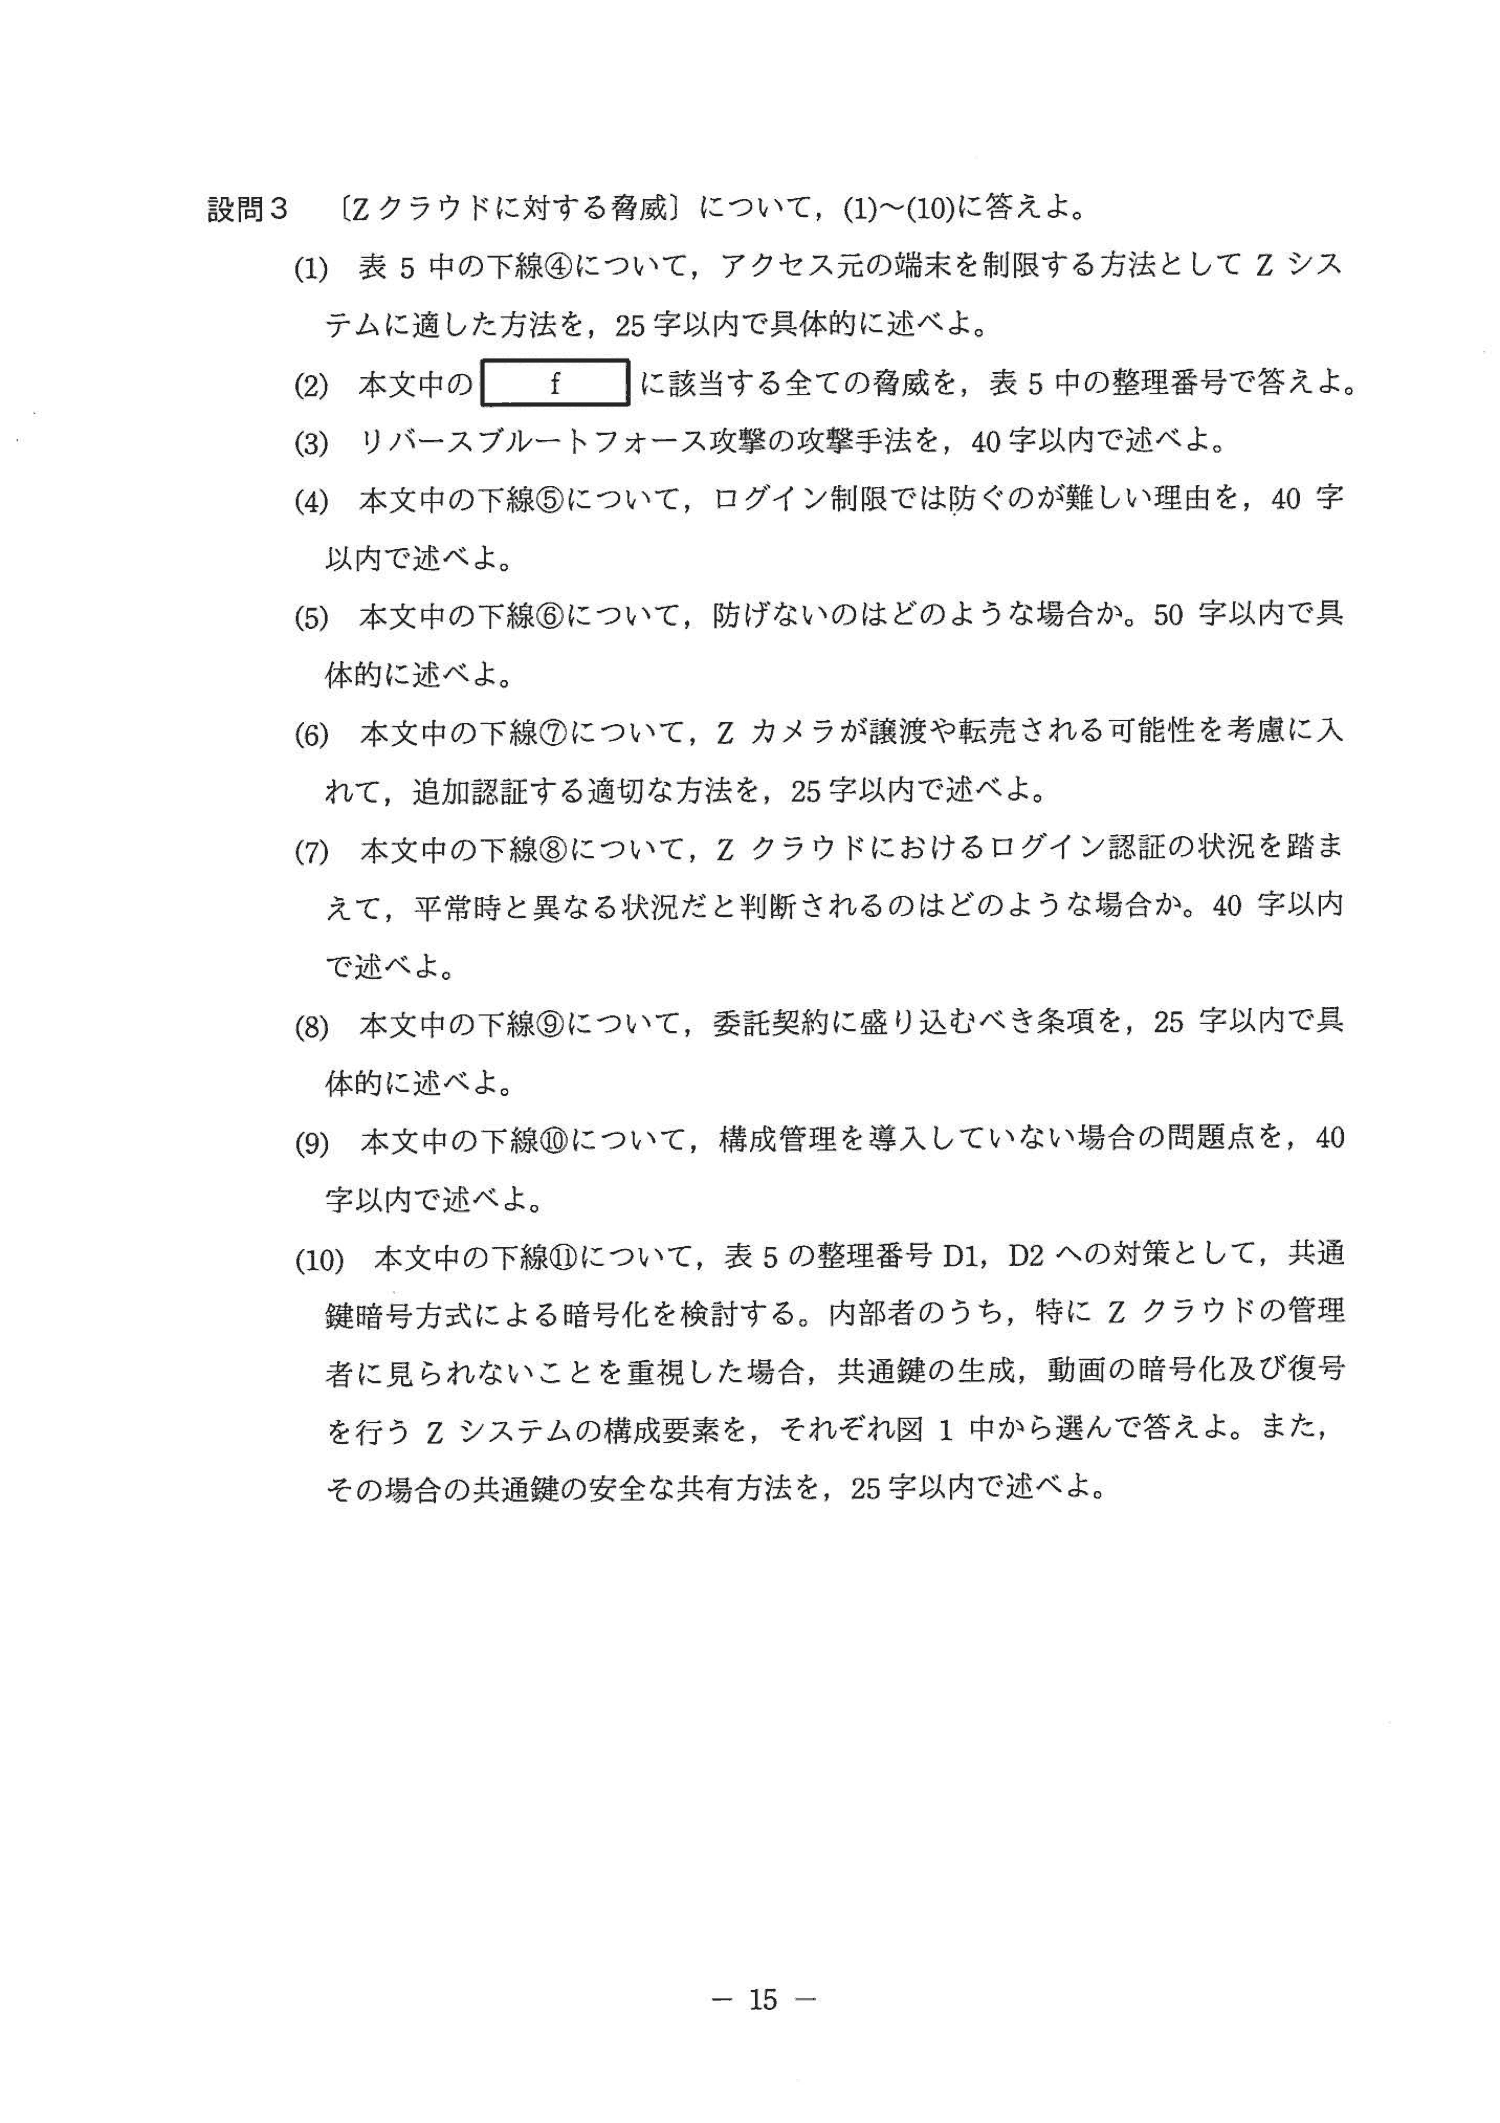 設問3 〔Zクラウドに対する脅威〕について，(1)～(10)に答えよ。
(1) 表5中の下線④について，アクセス元の端末を制限する方法としてZシス
テムに適した方法を，25字以内で具体的に述べよ。
(2) 本文中の f に該当する全ての脅威を，表5中の整理番号で答えよ。
(3) リバースブルートフォース攻撃の攻撃手法を，40字以内で述べよ。
(4) 本文中の下線⑤について，ログイン制限では防ぐのが難しい理由を，40字
以内で述べよ。
(5) 本文中の下線⑥について，防げないのはどのような場合か。50字以内で具
体的に述べよ。
(6) 本文中の下線⑦について，Zカメラが譲渡や転売される可能性を考慮に入
れて，追加認証する適切な方法を，25字以内で述べよ。
(7) 本文中の下線⑧について，Zクラウドにおけるログイン認証の状況を踏ま
えて，平常時と異なる状況だと判断されるのはどのような場合か。40字以内
で述べよ。
(8) 本文中の下線⑨について，委託契約に盛り込むべき条項を，25字以内で具
体的に述べよ。
(9) 本文中の下線⑩について，構成管理を導入していない場合の問題点を，40
字以内で述べよ。
(10) 本文中の下線⑪について，表5の整理番号D1，D2への対策として，共通
鍵暗号方式による暗号化を検討する。内部者のうち，特にZクラウドの管理
者に見られないことを重視した場合，共通鍵の生成，動画の暗号化及び復号
を行うZシステムの構成要素を，それぞれ図1中から選んで答えよ。また，
その場合の共通鍵の安全な共有方法を，25字以内で述べよ。
－ 15 －